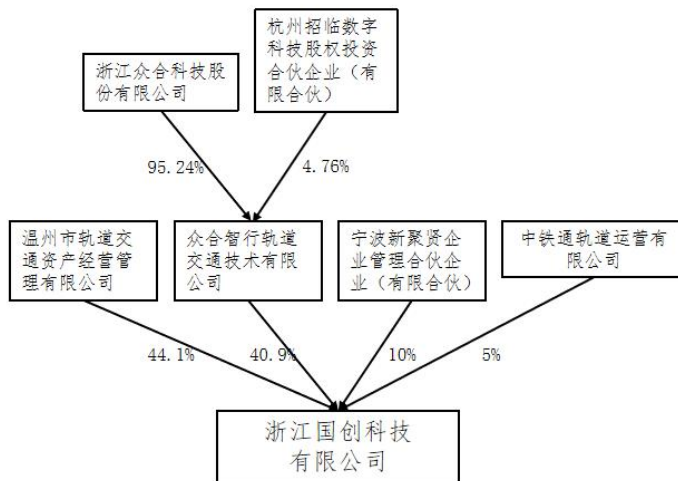 浙江众合科技股
份有限公司
杭州招临数字
科技股权投资
合伙企业（有
限合伙）
95.24%
4.76%
温州市轨道交
通资产经营管
理有限公司
众合智行轨道
交通技术有限
公司
宁波新聚贤企
业管理合伙企
业（有限合伙）
中铁通轨道运营有
限公司
44.1%
40.9%
10%
5%
浙江国创科技
有限公司